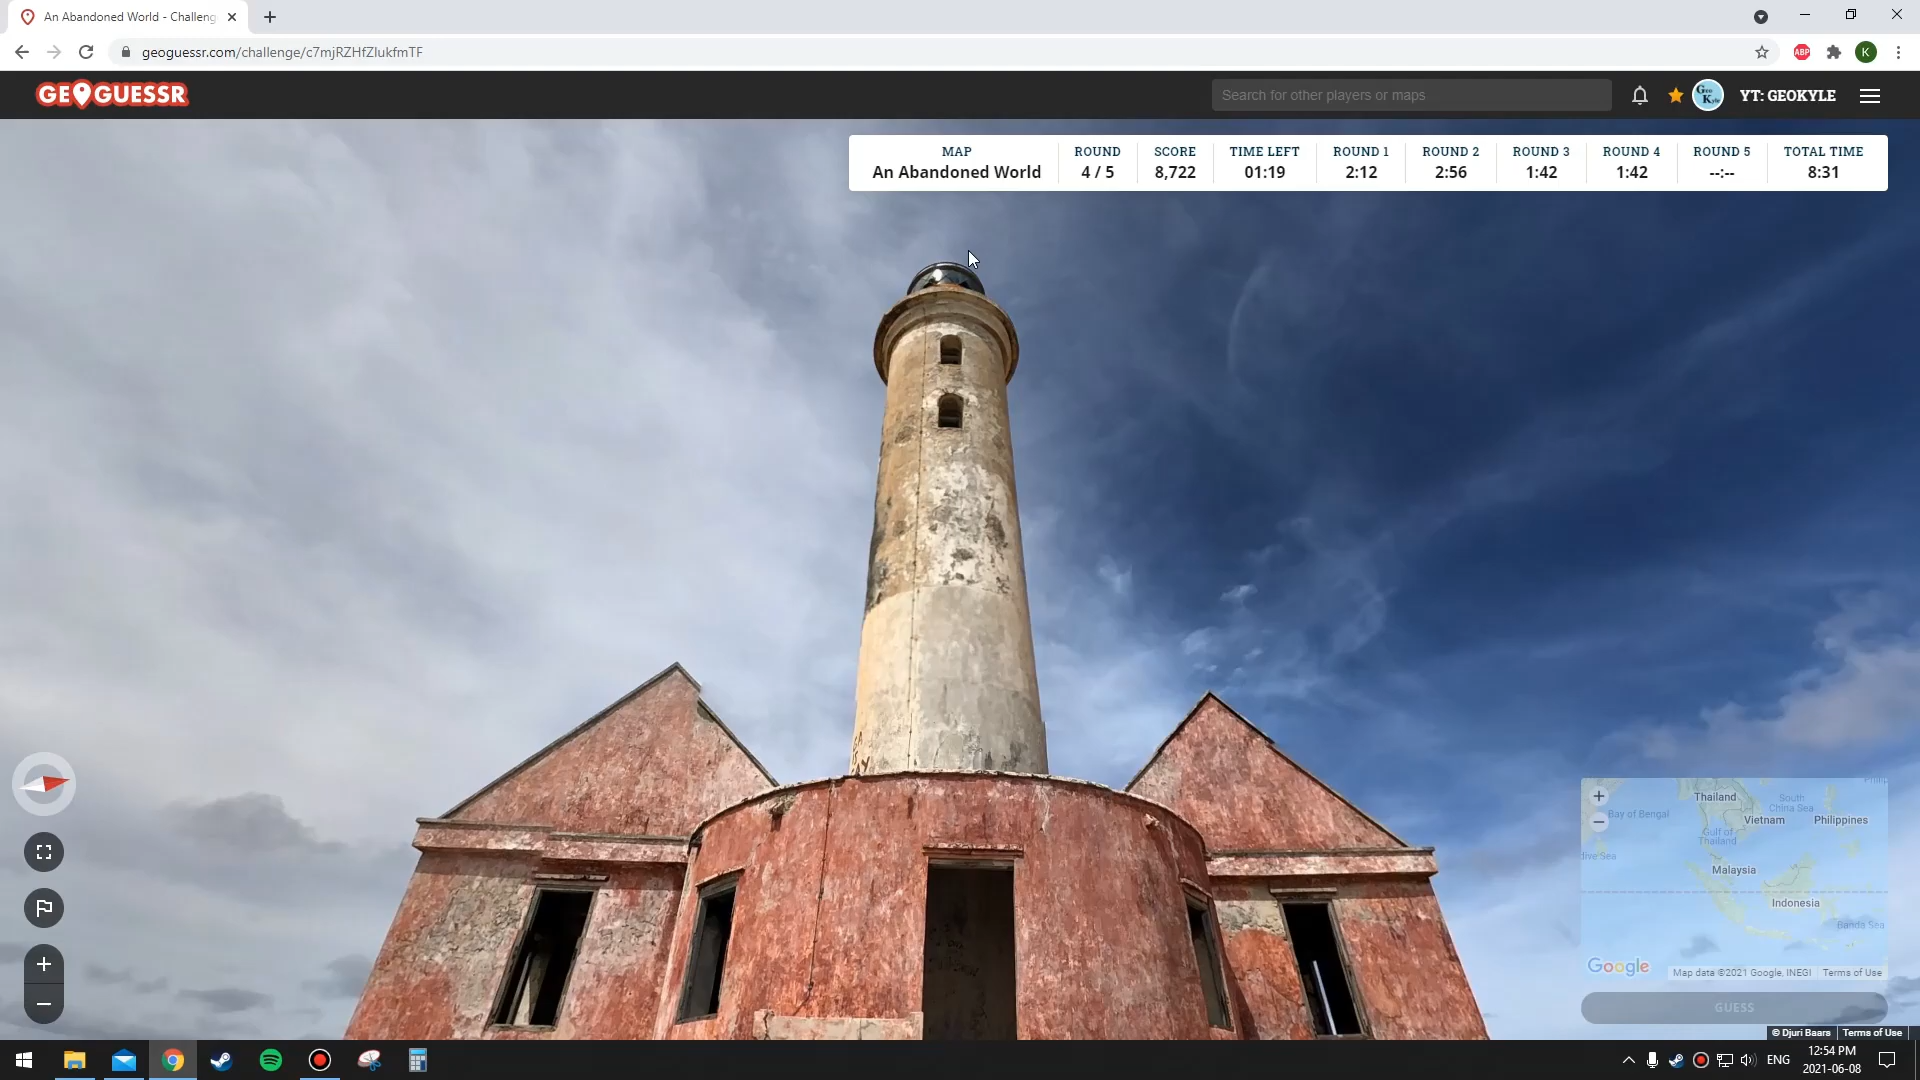 An Abandoned World - Challeng
geoguessr.com/challenge/c7mjRZHfZIukfmTF
ABP
K
GEOGUESSR
Search for other players or maps
Geo Kyle
YT: GEOKYLE
MAP ROUND SCORE TIME LEFT ROUND 1 ROUND 2 ROUND 3 ROUND 4 ROUND 5 TOTAL TIME
An Abandoned World 4 / 5 8,722 01:19 2:12 2:56 1:42 1:42 --:-- 8:31
Thailand
South China Sea
Bay of Bengal
Vietnam
Philippines
Gulf of Thailand
Malaysia
Indonesia
Banda Sea
Google
Map data ©2021 Google, INEGI Terms of Use
GUESS
© Djuri Baars Terms of Use
ENG
12:54 PM
2021-06-08